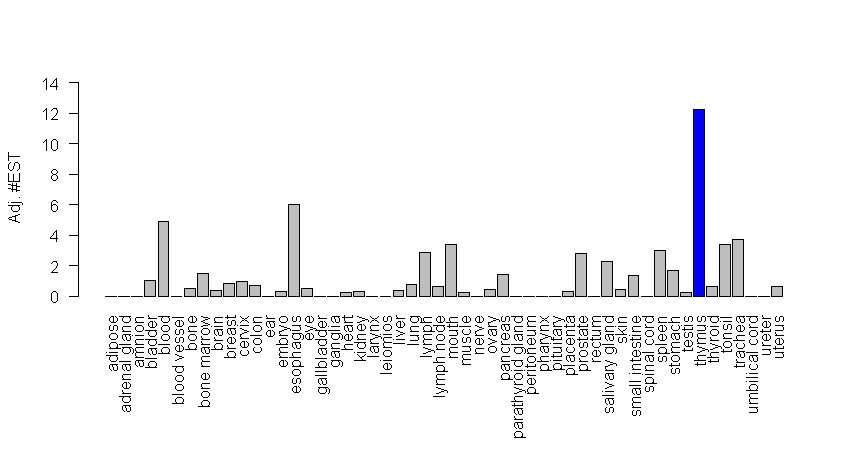 14
12
10
8
6
4
2
0
Adj. #EST
adipose
adrenal gland
amnion
bladder
blood
blood vessel
bone
bone marrow
brain
breast
cervix
colon
ear
embryo
esophagus
eye
gallbladder
ganglia
heart
kidney
larynx
leiomios
liver
lung
lymph
lymph node
mouth
muscle
nerve
ovary
pancreas
parathyroid gland
peritoneum
pharynx
pituitary
placenta
prostate
rectum
salivary gland
skin
small intestine
spinal cord
spleen
stomach
testis
thymus
thyroid
tonsil
trachea
umbilical cord
ureter
uterus